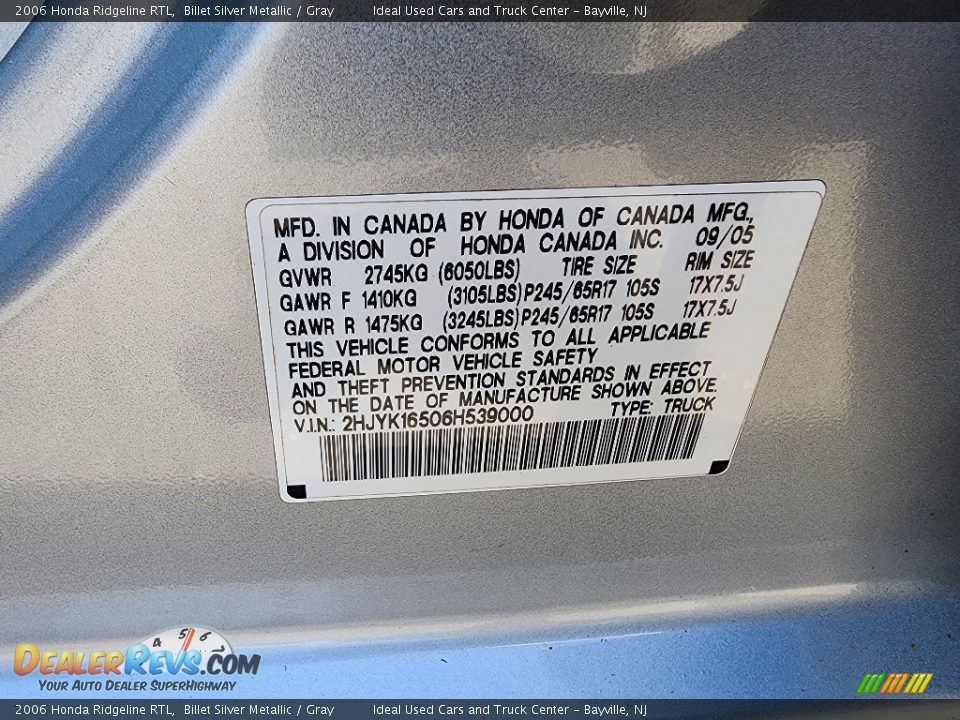 2006 Honda Ridgeline RTL, Billet Silver Metallic / Gray Ideal Used Cars and Truck Center - Bayville, NJ
MFD. IN CANADA BY HONDA OF CANADA MFG.,
A DIVISION OF HONDA CANADA INC. 09/05
GVWR 2745KG (6050LBS) TIRE SIZE RIM SIZE
GAWR F 1410KG (3105LBS) P245/65R17 105S 17X7.5J
GAWR R 1475KG (3245LBS) P245/65R17 105S 17X7.5J
THIS VEHICLE CONFORMS TO ALL APPLICABLE
FEDERAL MOTOR VEHICLE SAFETY
AND THEFT PREVENTION STANDARDS IN EFFECT
ON THE DATE OF MANUFACTURE SHOWN ABOVE.
V.I.N.: 2HJYK16506H539000 TYPE: TRUCK
4 5 6
DEALERREVS.COM
YOUR AUTO DEALER SUPERHIGHWAY
2006 Honda Ridgeline RTL, Billet Silver Metallic / Gray Ideal Used Cars and Truck Center - Bayville, NJ